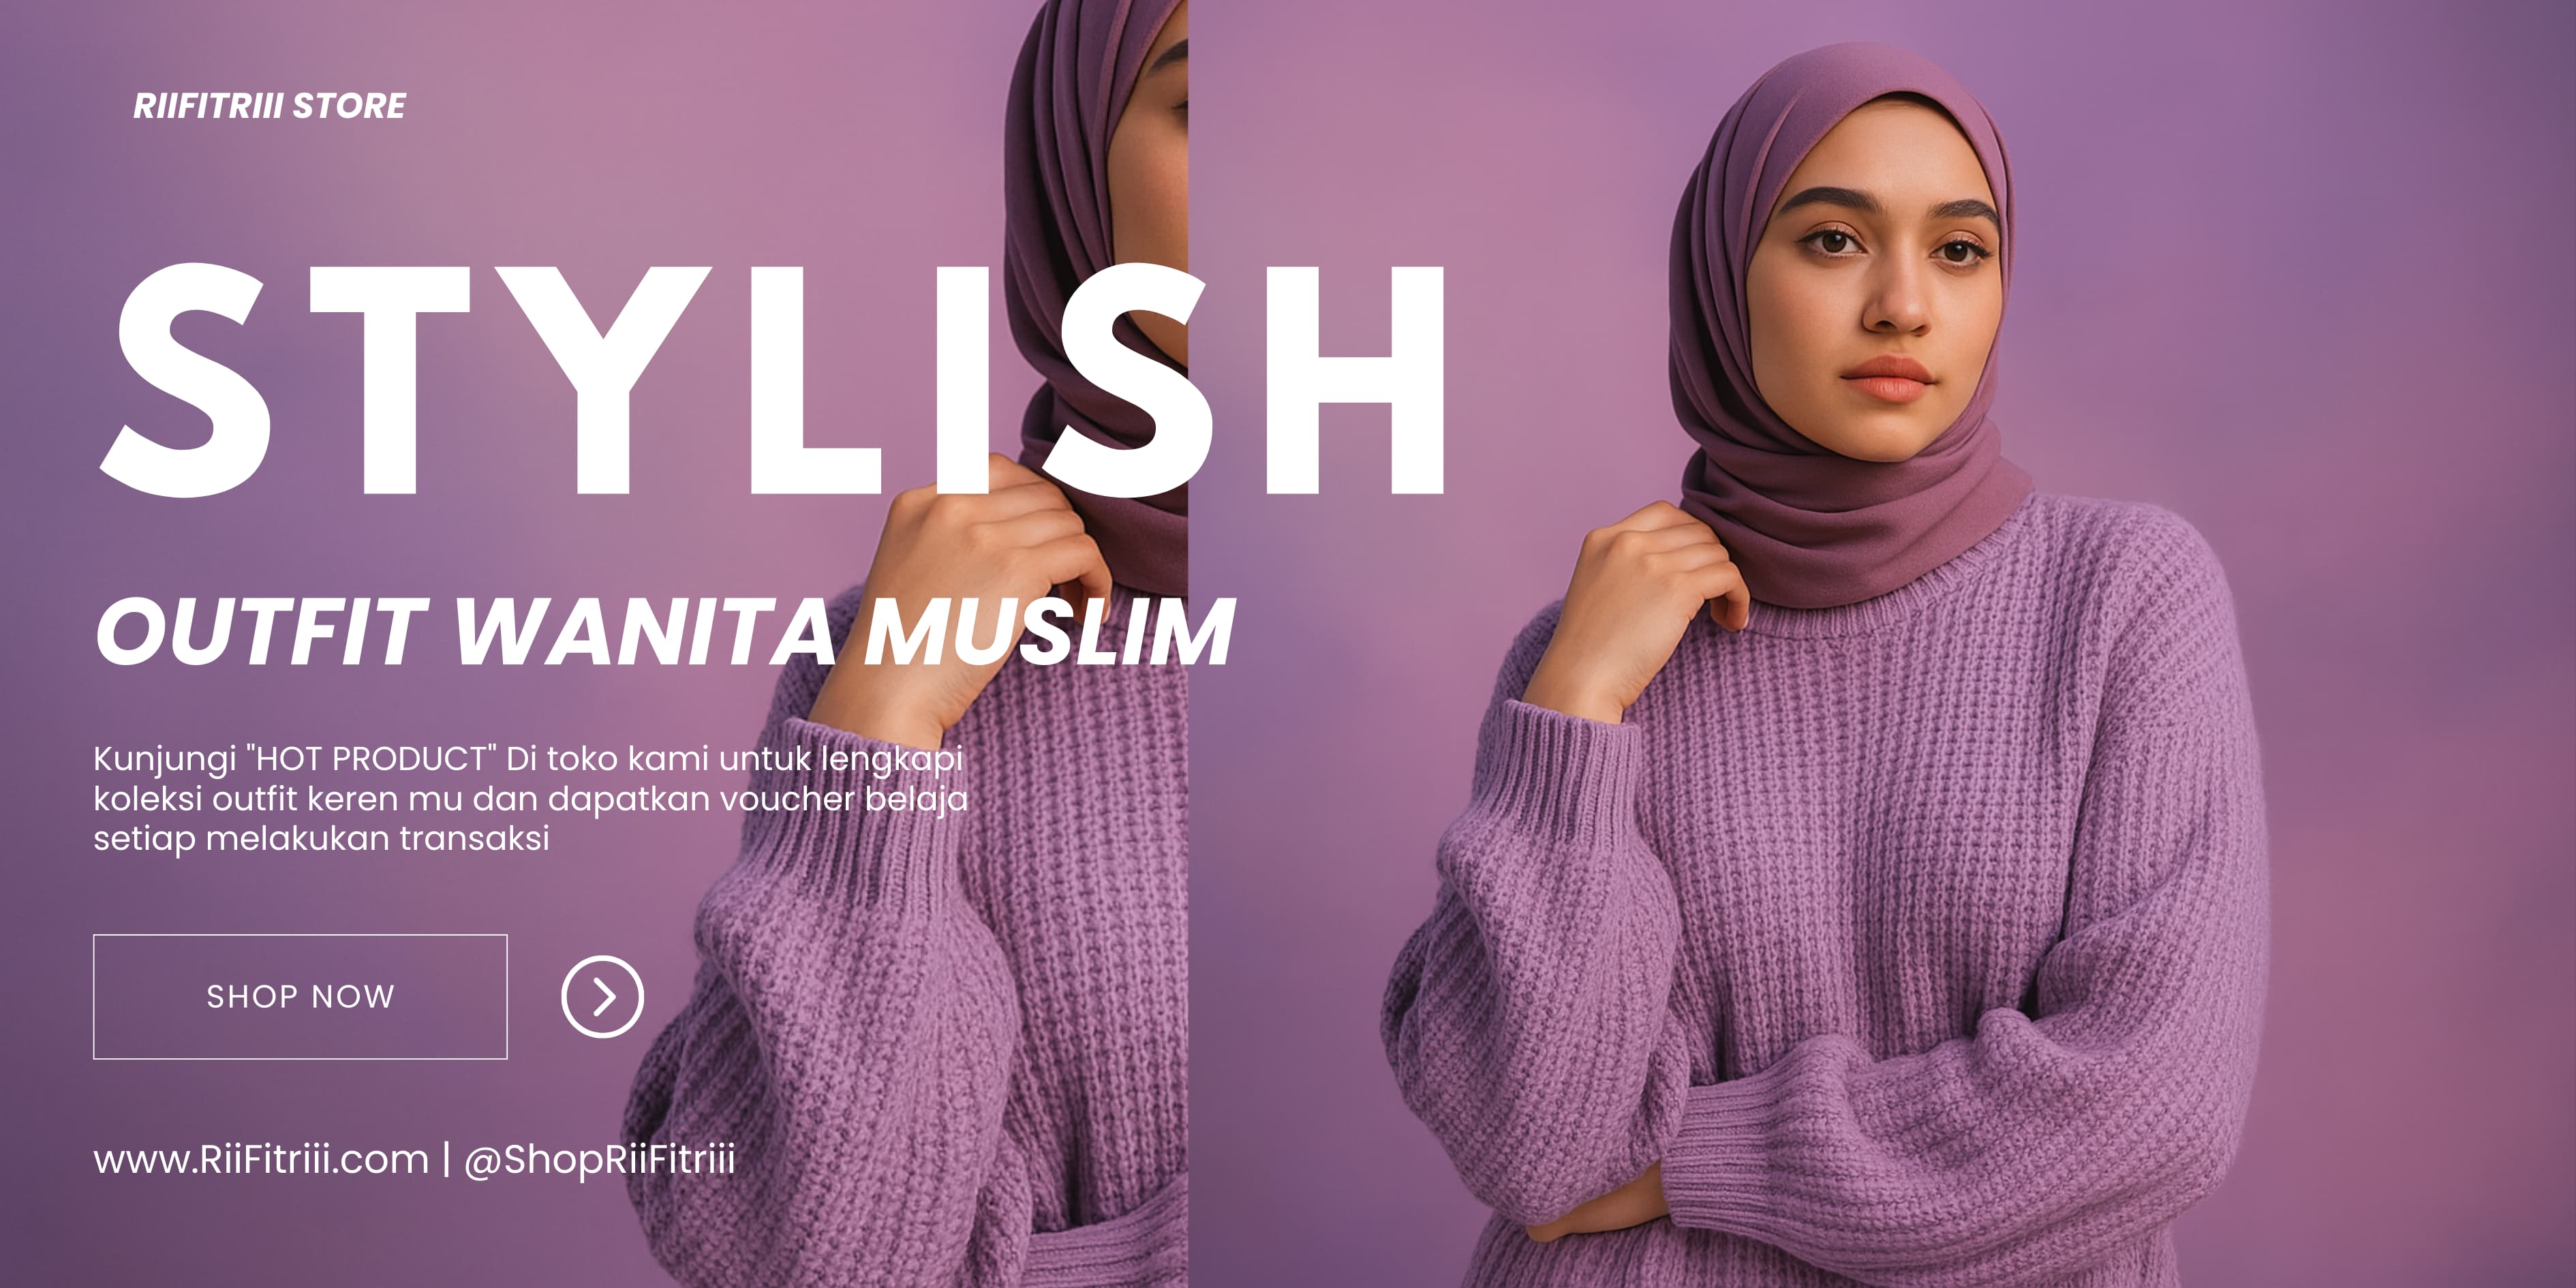 RIIFITRIII STORE
STYLISH
OUTFIT WANITA MUSLIM
Kunjungi "HOT PRODUCT" Di toko kami untuk lengkapi
koleksi outfit keren mu dan dapatkan voucher belaja
setiap melakukan transaksi
SHOP NOW
www.RiiFitriii.com | @ShopRiiFitriii